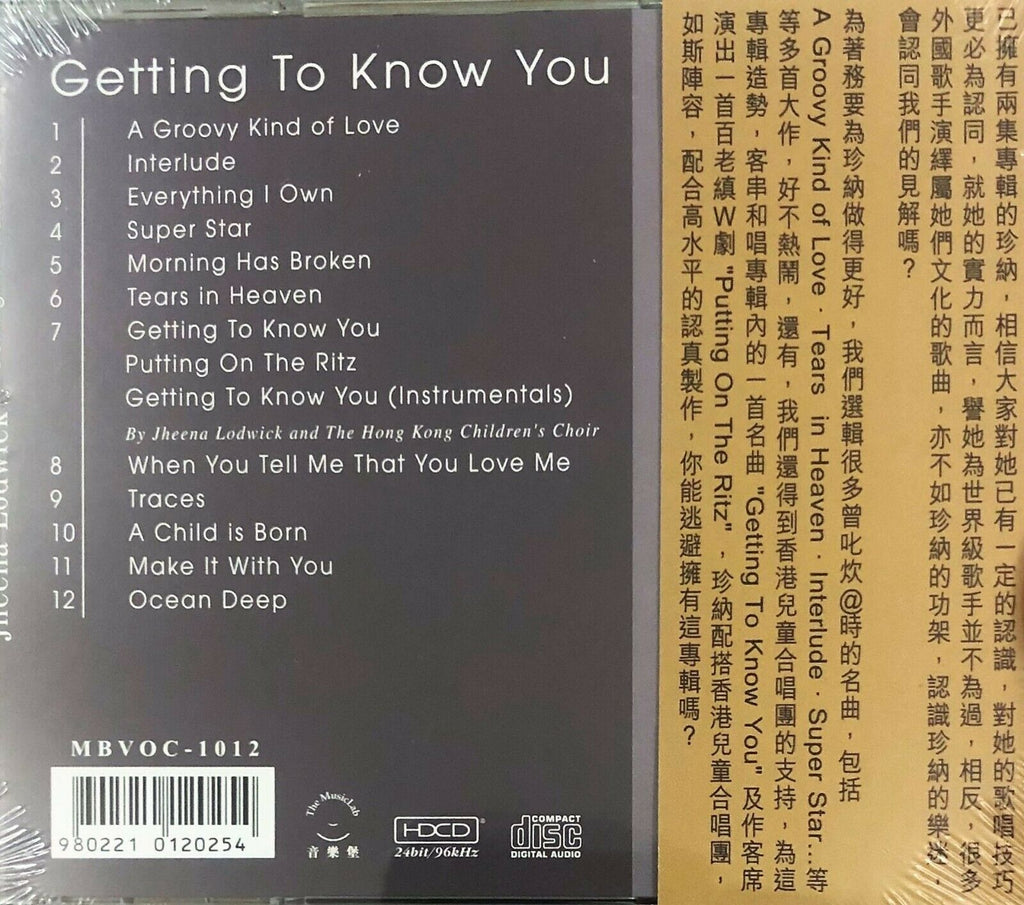 Getting To Know You
1 A Groovy Kind of Love
2 Interlude
3 Everything I Own
4 Super Star
5 Morning Has Broken
6 Tears in Heaven
7 Getting To Know You
Putting On The Ritz
Getting To Know You (Instrumentals)
By Jheena Lodwick and The Hong Kong Children's Choir
8 When You Tell Me That You Love Me
9 Traces
10 A Child is Born
11 Make It With You
12 Ocean Deep
MBVOC-1012
980221 0120254
The MusicLab
音樂堡
HDCD®
24bit/96kHz
COMPACT
disc
DIGITAL AUDIO
Jheena Lodwick
已擁有兩集專輯的珍納，相信大家對她已有一定的認識，對她的歌唱技巧
更必為認同，就她的實力而言，譽她為世界級歌手並不為過，相反，很多
外國歌手演繹屬她們文化的歌曲，亦不如珍納的功架，認識珍納的樂迷，
會認同我們的見解嗎？
為著務要為珍納做得更好，我們選輯很多曾叱炊@時的名曲，包括
A Groovy Kind of Love．Tears in Heaven．Interlude．Super Star...等
等多首大作，好不熱鬧，還有，我們還得到香港兒童合唱團的支持，為這
專輯造勢，客串和唱專輯內的一首名曲 "Getting To Know You" 及作客席
演出一首百老縝W劇 "Putting On The Ritz"，珍納配搭香港兒童合唱團，
如斯陣容，配合高水平的認真製作，你能逃避擁有這專輯嗎？